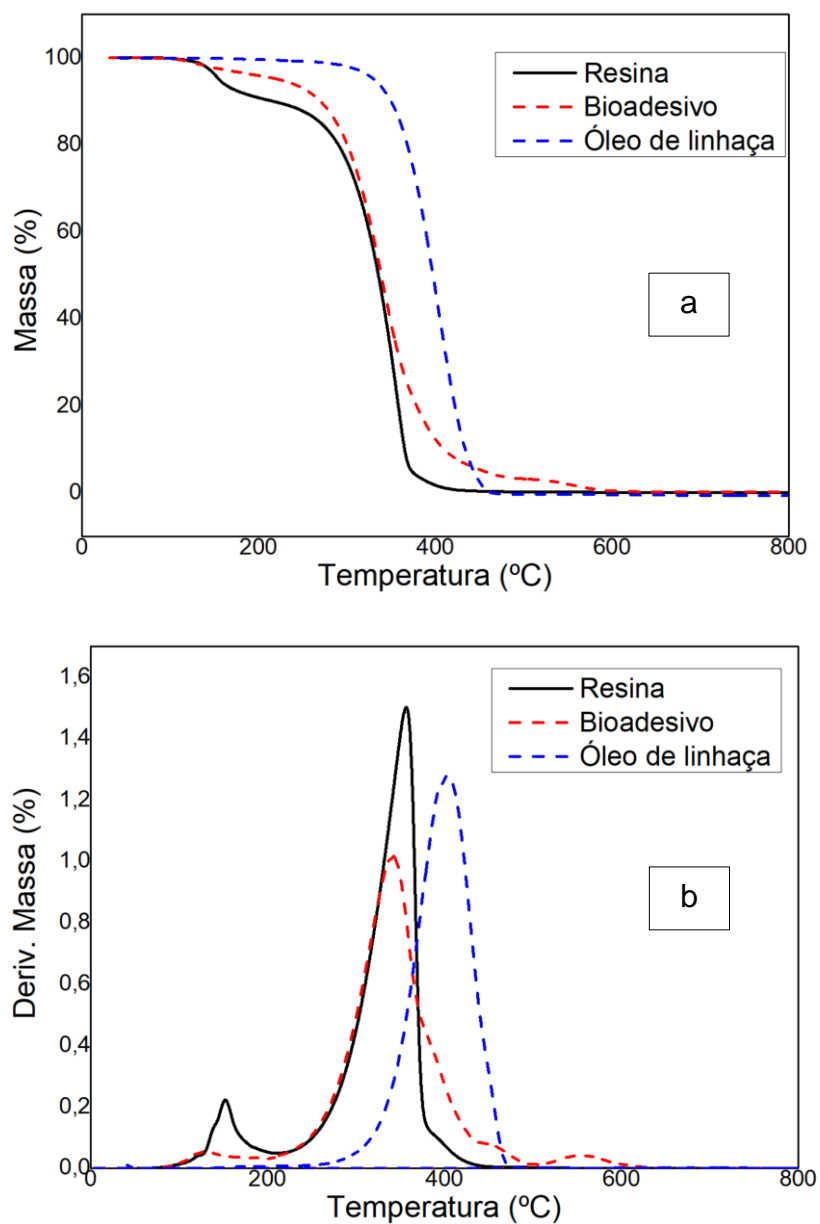 100
80
60
40
20
0
Massa (%)
Resina
Bioadesivo
Óleo de linhaça
a
0
200
400
600
800
Temperatura (ºC)
1,6
1,4
1,2
1,0
0,8
0,6
0,4
0,2
0,0
Deriv. Massa (%)
Resina
Bioadesivo
Óleo de linhaça
b
0
200
400
600
800
Temperatura (ºC)